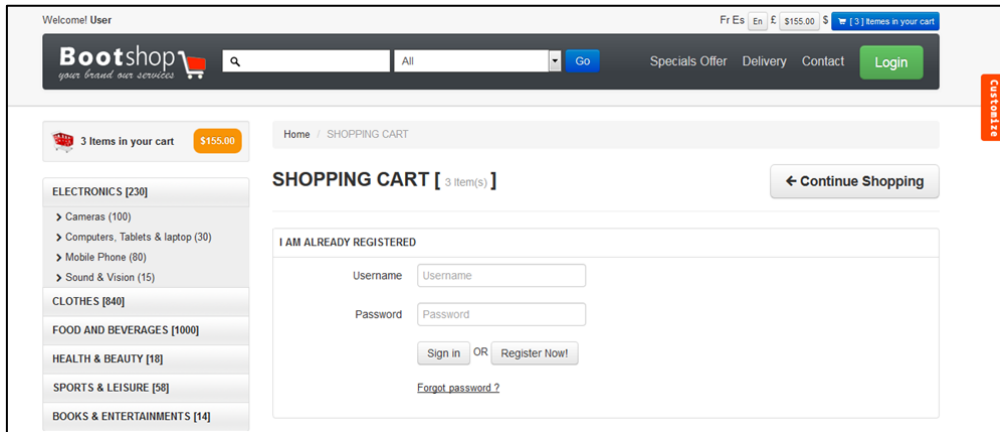 Welcome! User
Fr Es En £ $155.00 $ [ 3 ] Itemes in your cart
Bootshop
your brand our services
All
Go
Specials Offer Delivery Contact Login
Customize
3 Items in your cart $155.00
Home / SHOPPING CART
SHOPPING CART [ 3 Item(s) ]
← Continue Shopping
ELECTRONICS [230]
Cameras (100)
Computers, Tablets & laptop (30)
Mobile Phone (80)
Sound & Vision (15)
CLOTHES [840]
FOOD AND BEVERAGES [1000]
HEALTH & BEAUTY [18]
SPORTS & LEISURE [58]
BOOKS & ENTERTAINMENTS [14]
I AM ALREADY REGISTERED
Username Username
Password Password
Sign in OR Register Now!
Forgot password ?